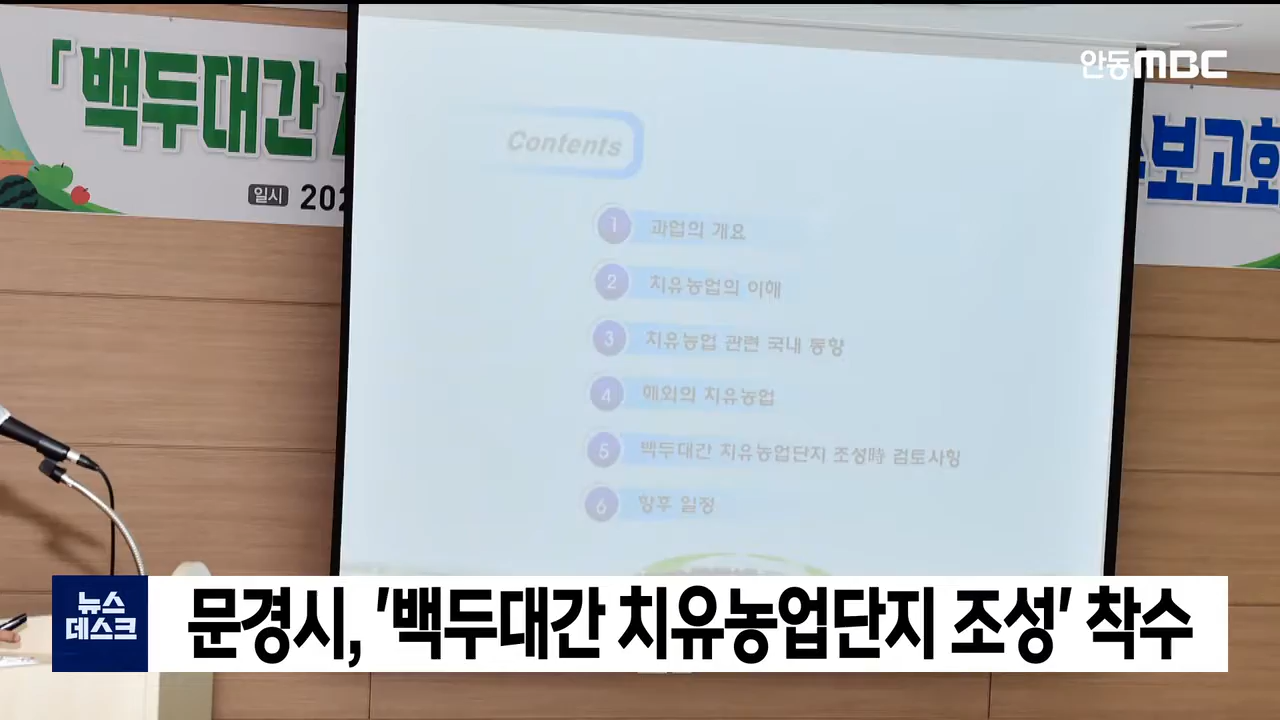 「백두대간
안동MBC
보고회
일시 202
Contents
1 과업의 개요
2 치유농업의 이해
3 치유농업 관련 국내 동향
4 해외의 치유농업
5 백두대간 치유농업단지 조성時 검토사항
6 향후 일정
뉴스
데스크
문경시, '백두대간 치유농업단지 조성' 착수